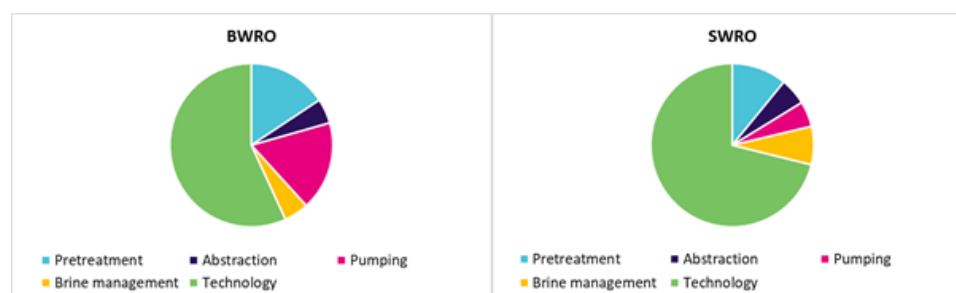 BWRO
Pretreatment Abstraction Pumping
Brine management Technology
SWRO
Pretreatment Abstraction Pumping
Brine management Technology